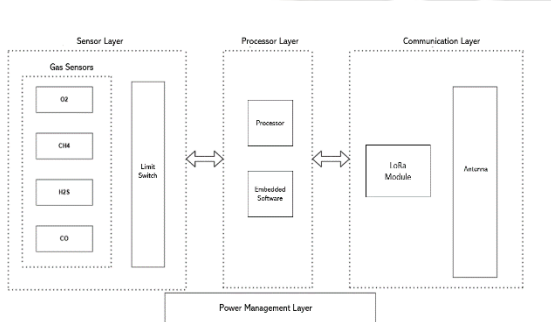 Sensor Layer
Processor Layer
Communication Layer
Gas Sensors
O2
CH4
H2S
CO
Limit
Switch
Processor
Embedded
Software
LoRa
Module
Antenna
Power Management Layer